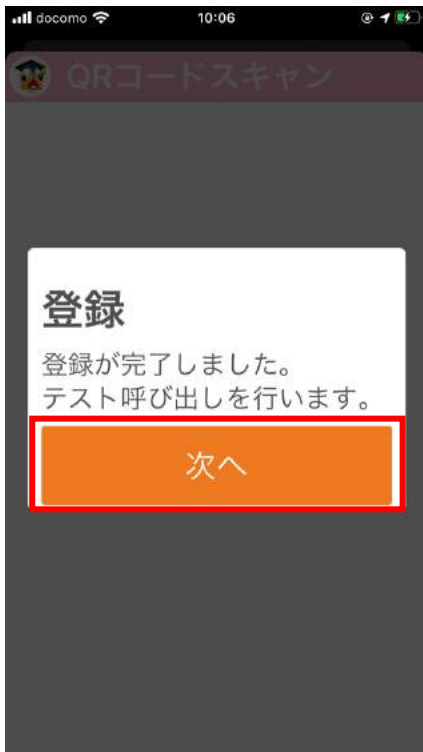 docomo 10:06
QRコードスキャン
登録
登録が完了しました。
テスト呼び出しを行います。
次へ